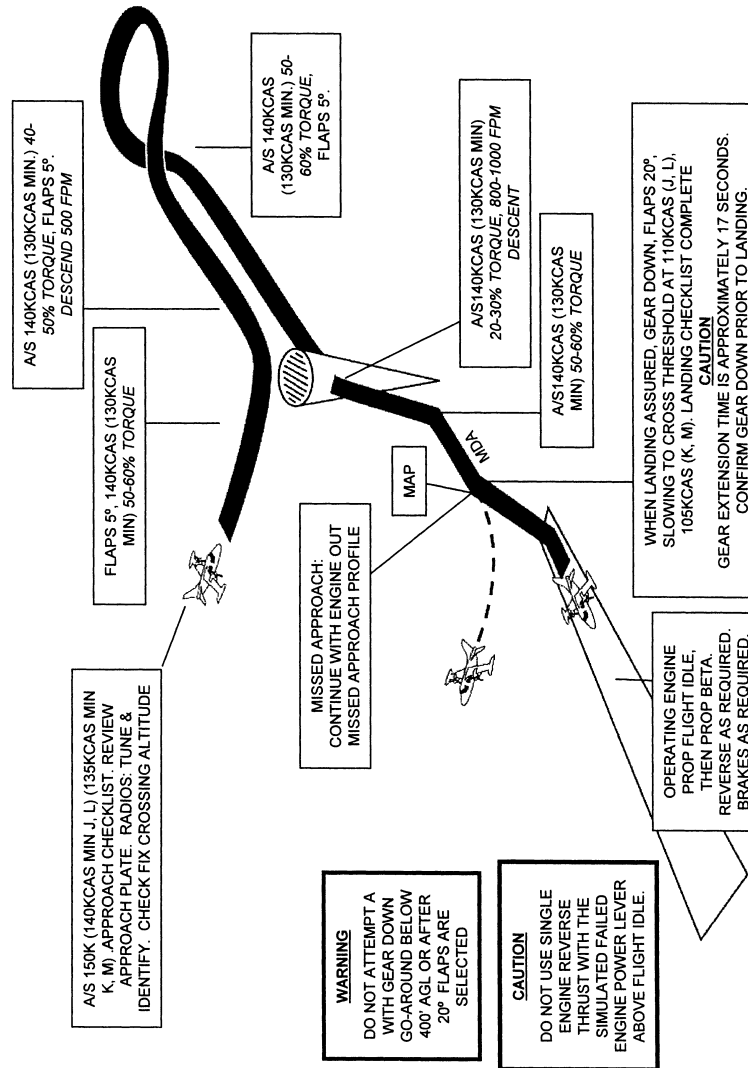 A/S 150K (140KCAS MIN J, L) (135KCAS MIN
K, M) .APPROACH CHECKLIST. REVIEW
APPROACH PLATE. RADIOS: TUNE &
IDENTIFY. CHECK FIX CROSSING ALTITUDE
FLAPS 5º, 140KCAS (130KCAS
MIN) 50-60% TORQUE
A/S 140KCAS (130KCAS MIN.) 40-
50% TORQUE, FLAPS 5º.
DESCEND 500 FPM
A/S 140KCAS
(130KCAS MIN.) 50-
60% TORQUE,
FLAPS 5º.
MISSED APPROACH:
CONTINUE WITH ENGINE OUT
MISSED APPROACH PROFILE
MAP
MDA
A/S140KCAS (130KCAS MIN)
20-30% TORQUE, 800-1000 FPM
DESCENT
A/S140KCAS (130KCAS
MIN) 50-60% TORQUE
WARNING
DO NOT ATTEMPT A
WITH GEAR DOWN
GO-AROUND BELOW
400' AGL OR AFTER
20º FLAPS ARE
SELECTED
CAUTION
DO NOT USE SINGLE
ENGINE REVERSE
THRUST WITH THE
SIMULATED FAILED
ENGINE POWER LEVER
ABOVE FLIGHT IDLE.
OPERATING ENGINE
PROP FLIGHT IDLE,
THEN PROP BETA.
REVERSE AS REQUIRED.
BRAKES AS REQUIRED.
WHEN LANDING ASSURED, GEAR DOWN, FLAPS 20º,
SLOWING TO CROSS THRESHOLD AT 110KCAS (J, L),
105KCAS (K, M). LANDING CHECKLIST COMPLETE
CAUTION
GEAR EXTENSION TIME IS APPROXIMATELY 17 SECONDS.
CONFIRM GEAR DOWN PRIOR TO LANDING.